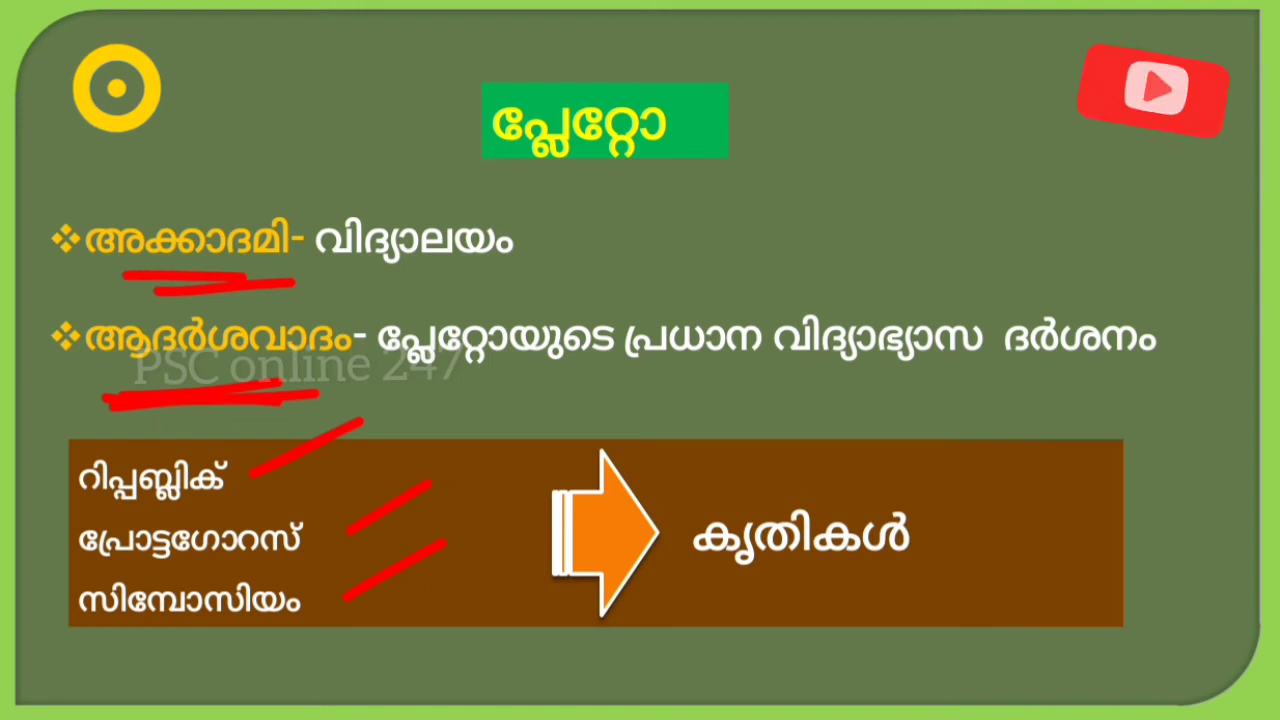 പ്ലേറ്റോ
❖അക്കാദമി- വിദ്യാലയം
❖ആദർശവാദം- പ്ലേറ്റോയുടെ പ്രധാന വിദ്യാഭ്യാസ ദർശനം
PSC online 247
റിപ്പബ്ലിക്
പ്രോട്ടഗോറസ്
കൃതികൾ
സിമ്പോസിയം